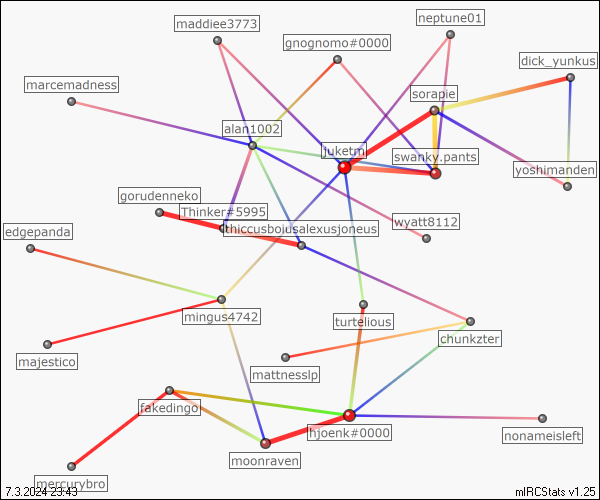 maddiee3773
neptune01
gnognomo#0000
dick_yunkus
marcemadness
sorapie
alan1002
juketm
swanky.pants
yoshimanden
gorudenneko
Thinker#5995
wyatt8112
thiccusboiusalexusjoneus
edgepanda
mingus4742
turtelious
chunkzter
majestico
mattnesslp
fakedingo
hjoenk#0000
nonameisleft
moonraven
mercurybro
7.3.2024 23:43
mIRCStats v1.25